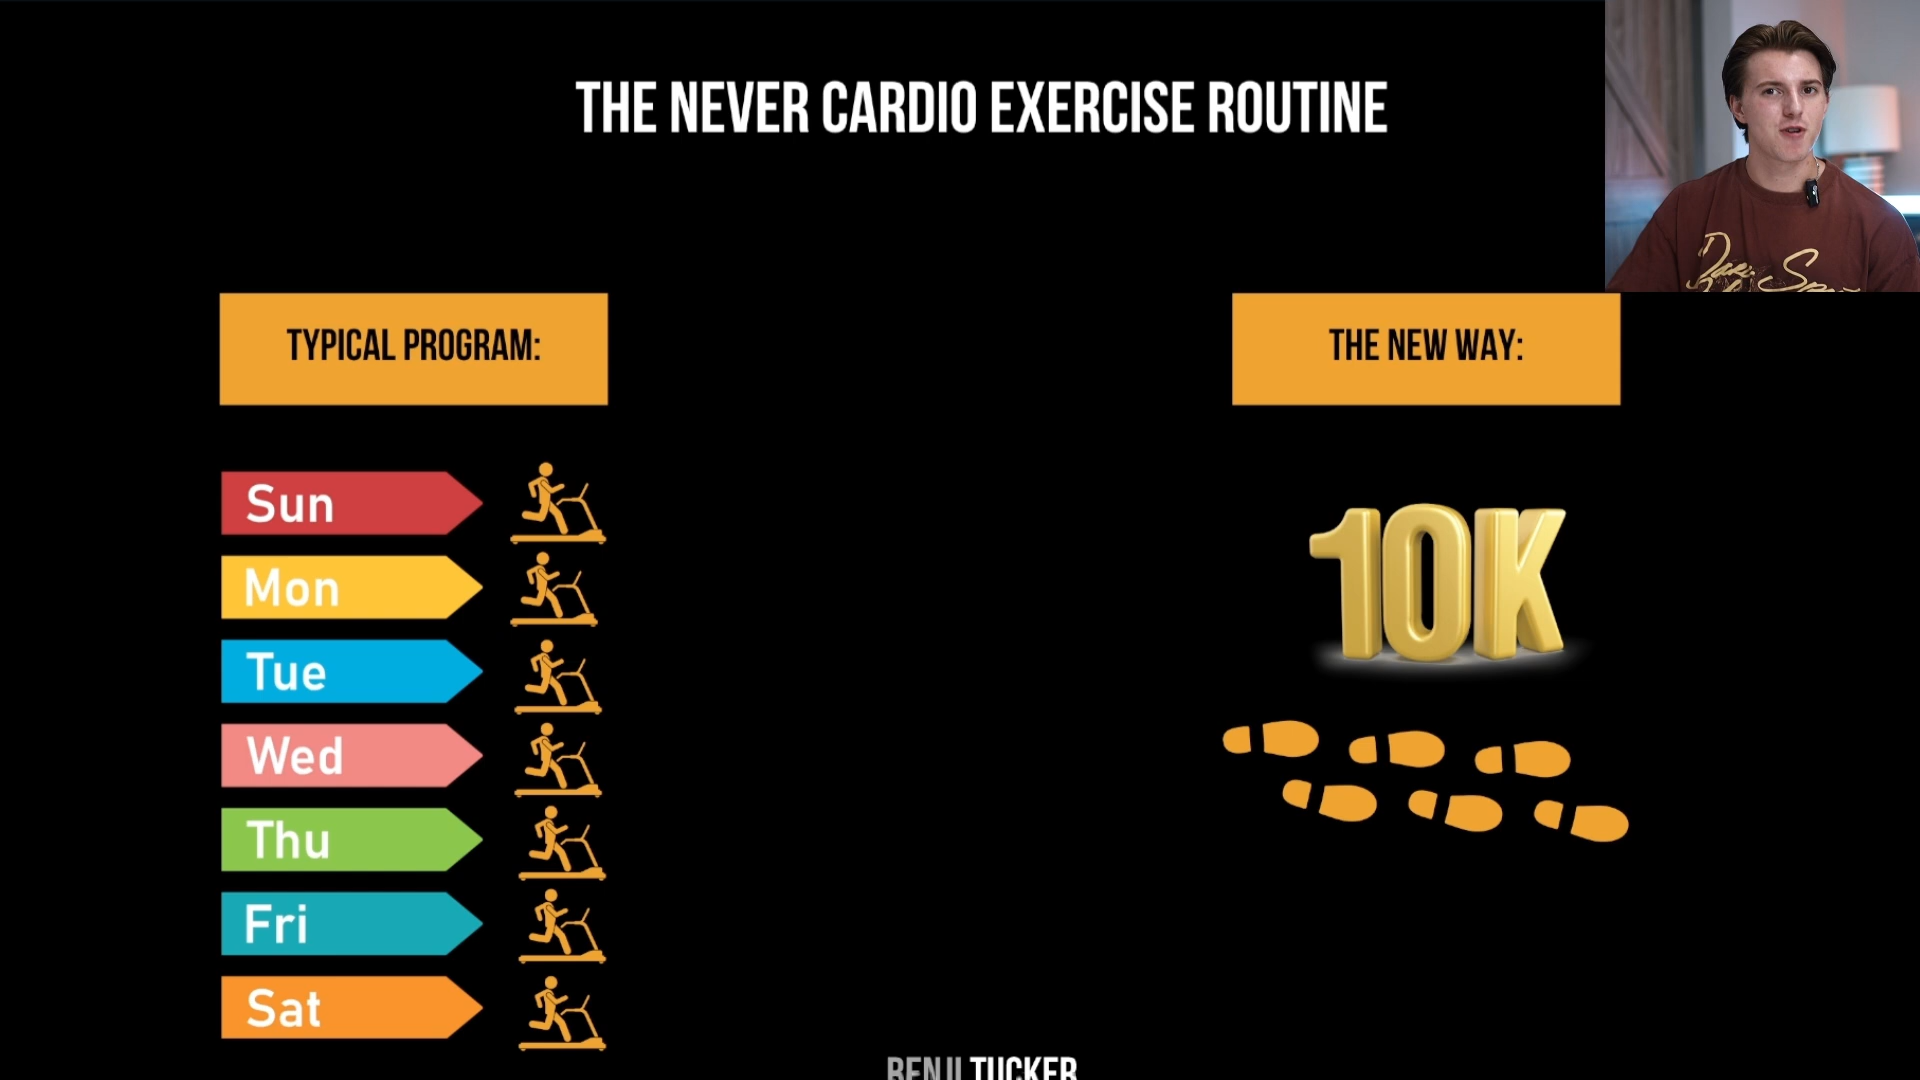 THE NEVER CARDIO EXERCISE ROUTINE
TYPICAL PROGRAM:
THE NEW WAY:
Sun
Mon
Tue
Wed
Thu
Fri
Sat
10K
BENJI TUCKER